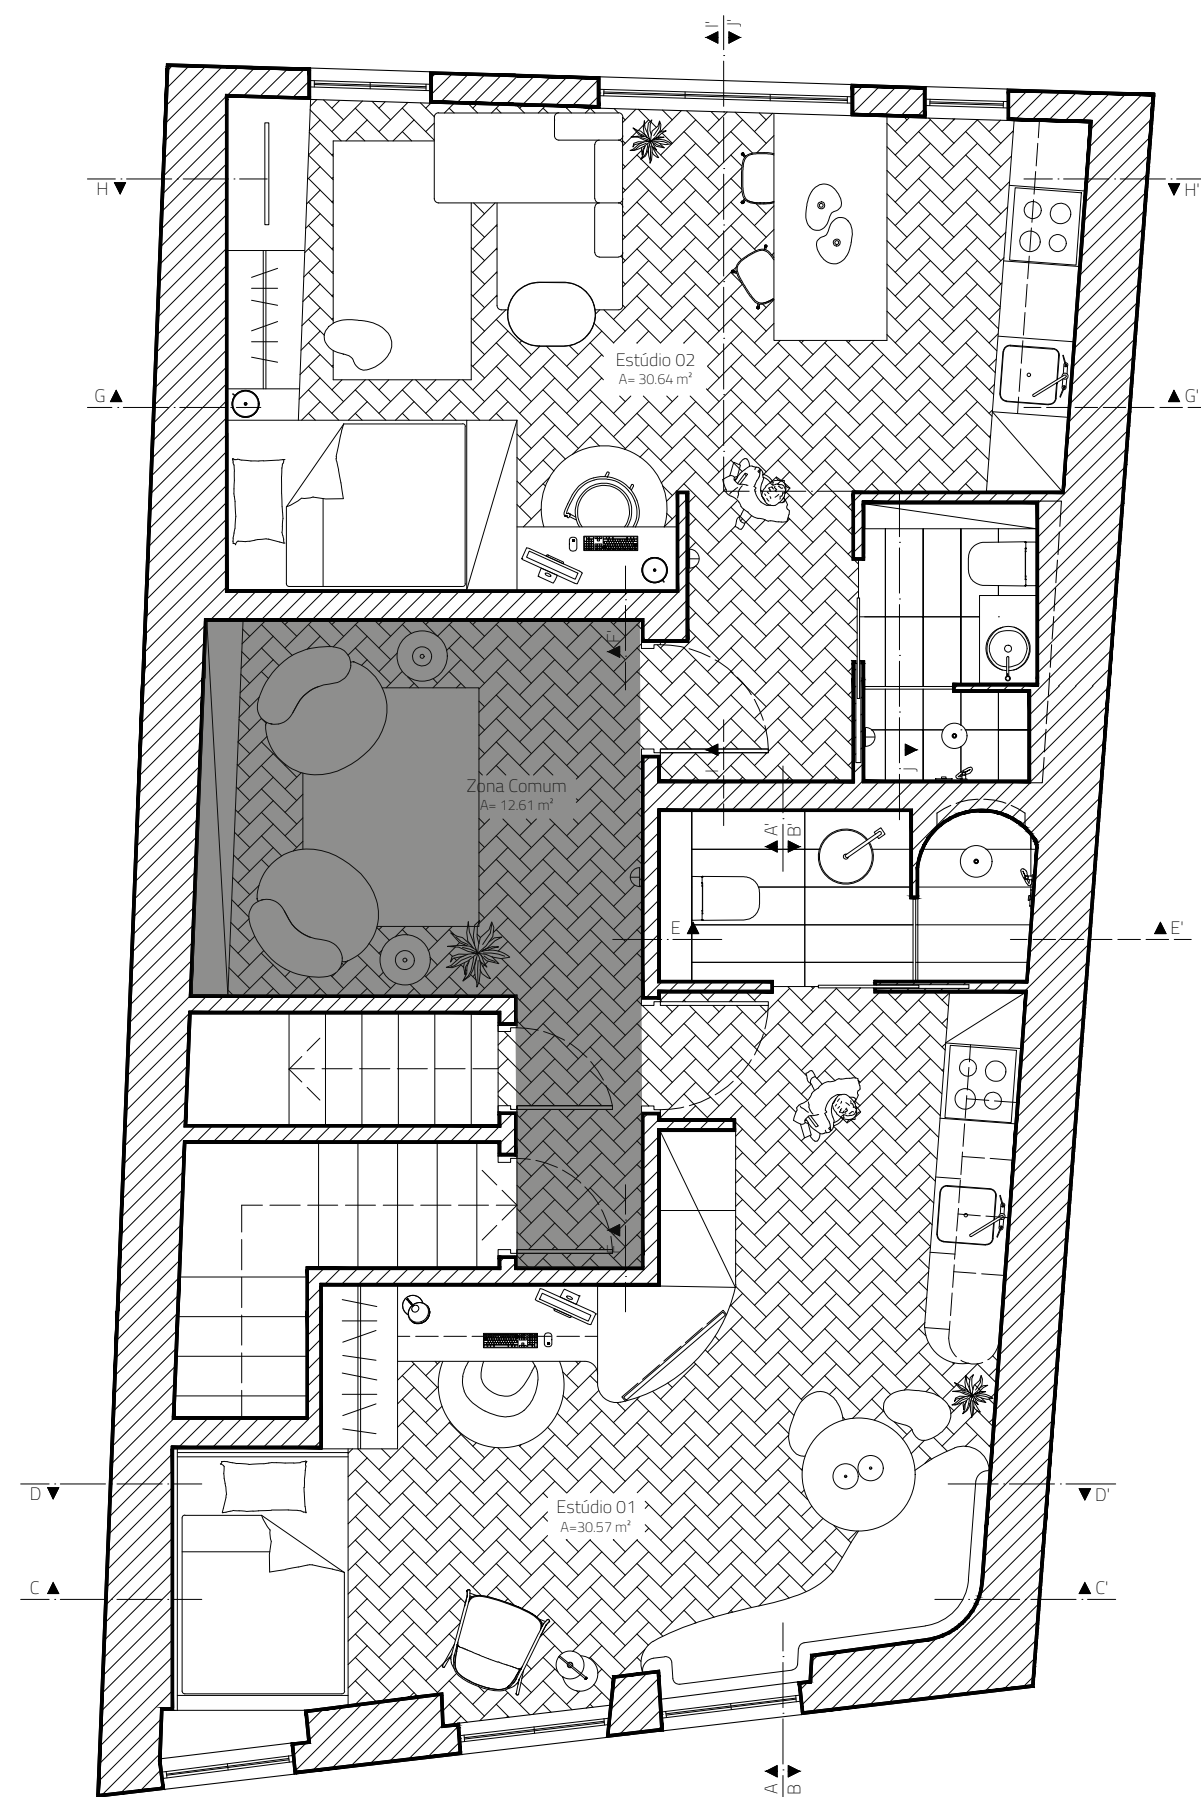 I' J'
H H'
Estúdio 02
A= 30.64 m²
G G'
F'
Zona Comum
A= 12.61 m²
I J
A' B'
E E'
F
D D'
Estúdio 01
A=30.57 m²
C C'
A B